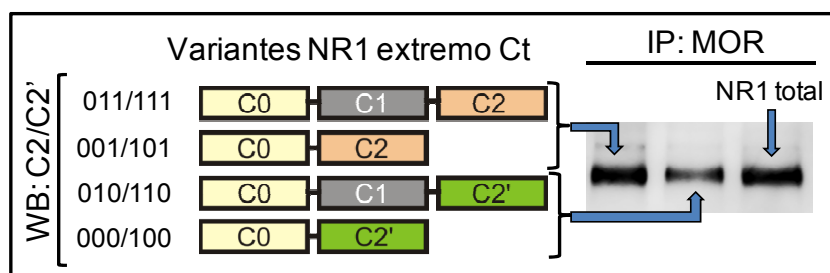 Variantes NR1 extremo Ct
IP: MOR
NR1 total
WB: C2/C2'
011/111 C0 C1 C2
001/101 C0 C2
010/110 C0 C1 C2'
000/100 C0 C2'